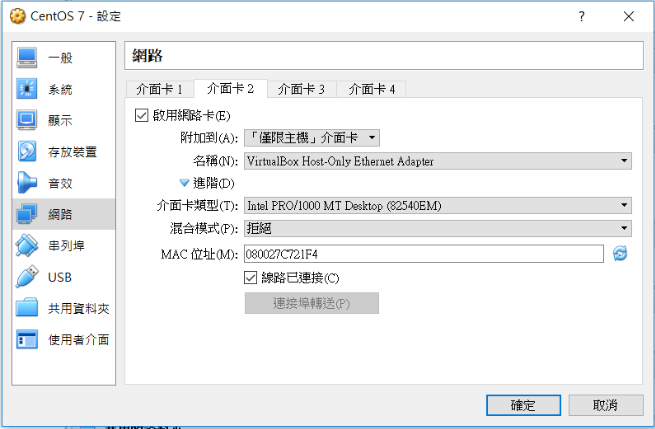 CentOS 7 - 設定
一般
系統
顯示
存放裝置
音效
網路
串列埠
USB
共用資料夾
使用者介面
網路
介面卡 1 介面卡 2 介面卡 3 介面卡 4
啟用網路卡(E)
附加到(A): 「僅限主機」介面卡
名稱(N): VirtualBox Host-Only Ethernet Adapter
進階(D)
介面卡類型(T): Intel PRO/1000 MT Desktop (82540EM)
混合模式(P): 拒絕
MAC 位址(M): 080027C721F4
線路已連接(C)
連接埠轉送(P)
確定 取消